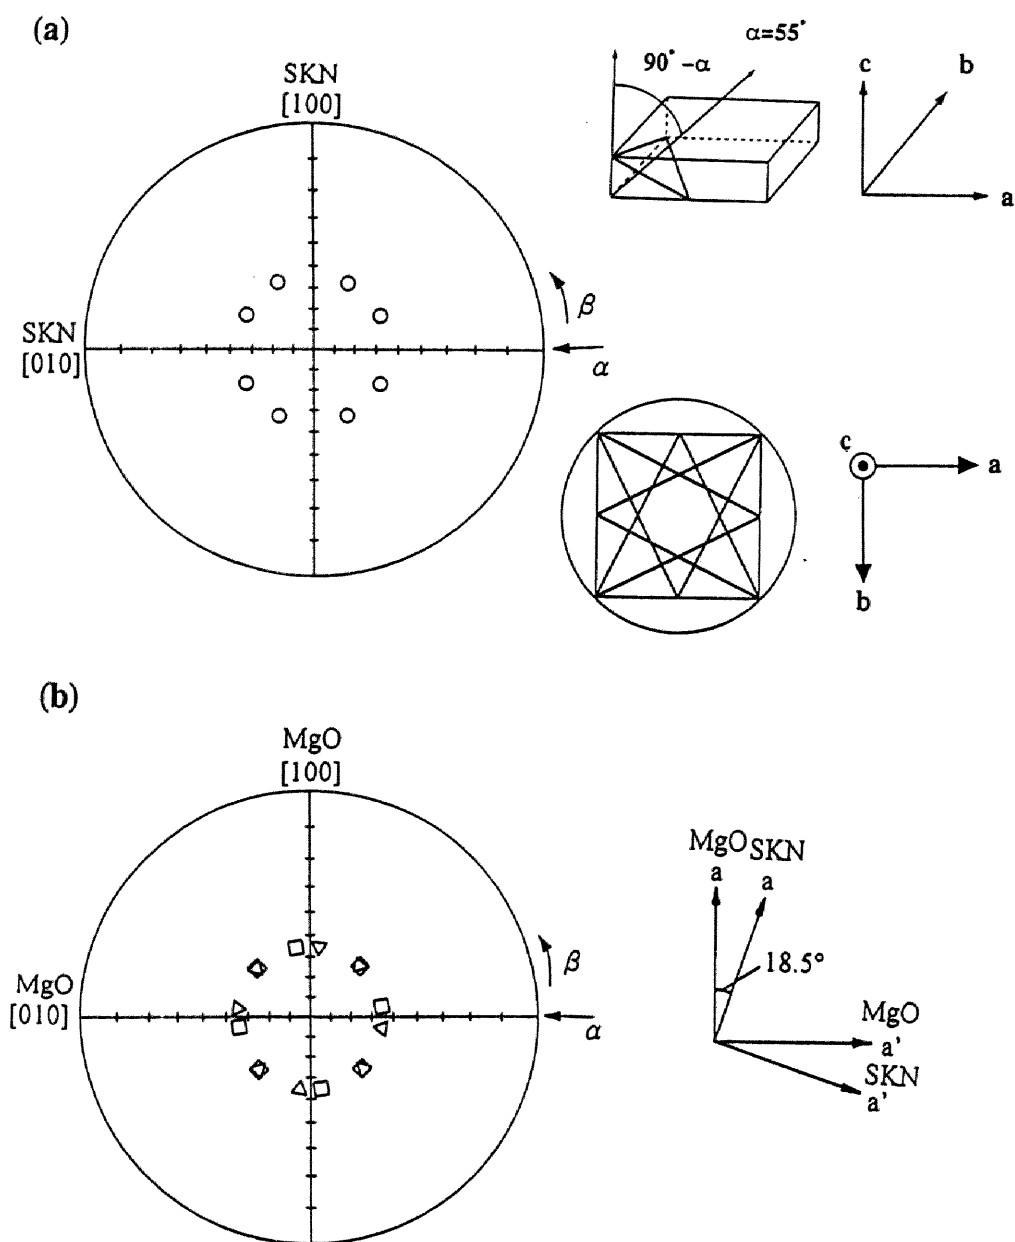 (a)
SKN
[100]
SKN
[010]
β
α
α=55°
90° -α
c
b
a
c
a
b
(b)
MgO
[100]
MgO
[010]
β
α
MgO SKN
a a
18.5°
MgO
a'
SKN
a'